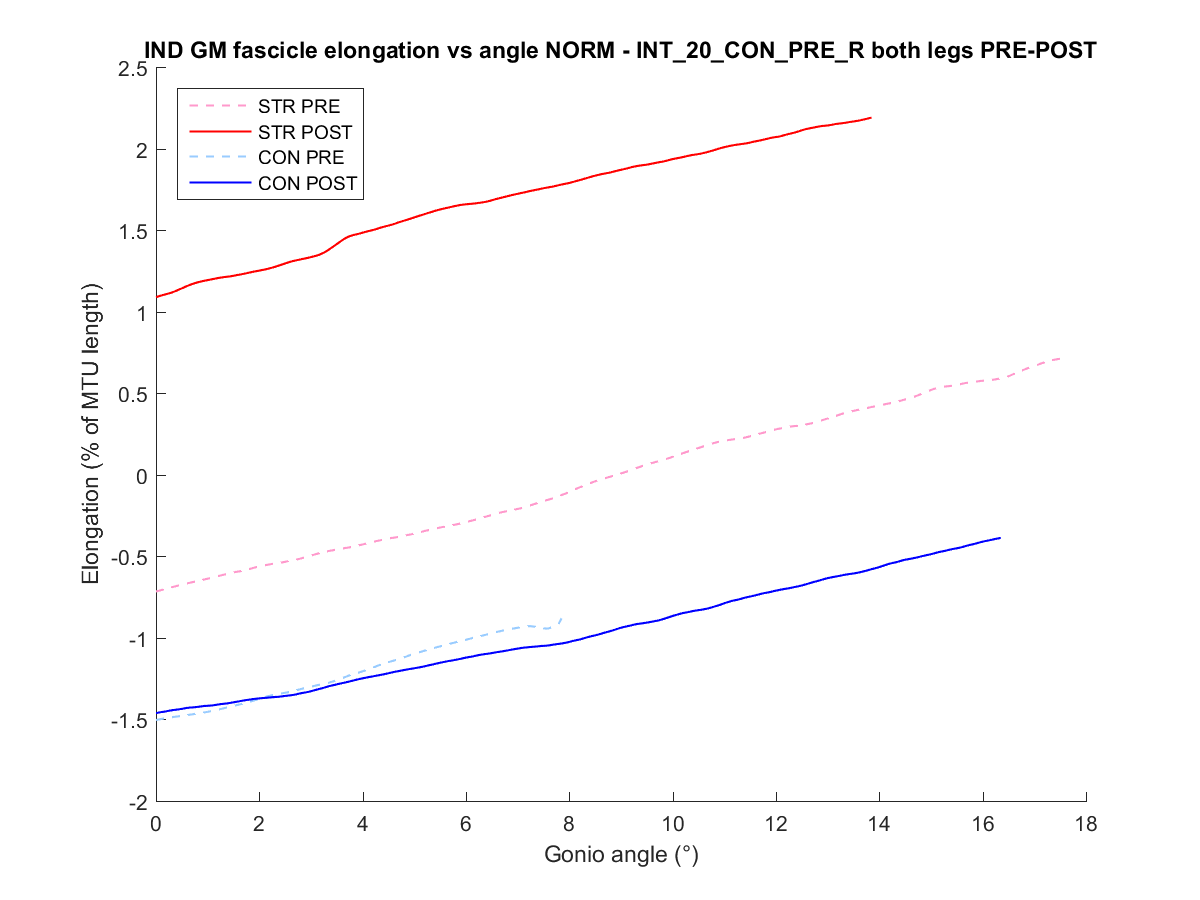 IND GM fascicle elongation vs angle NORM - INT_20_CON_PRE_R both legs PRE-POST
2.5
2
1.5
1
0.5
0
-0.5
-1
-1.5
-2
Elongation (% of MTU length)
STR PRE
STR POST
CON PRE
CON POST
0 2 4 6 8 10 12 14 16 18
Gonio angle (°)